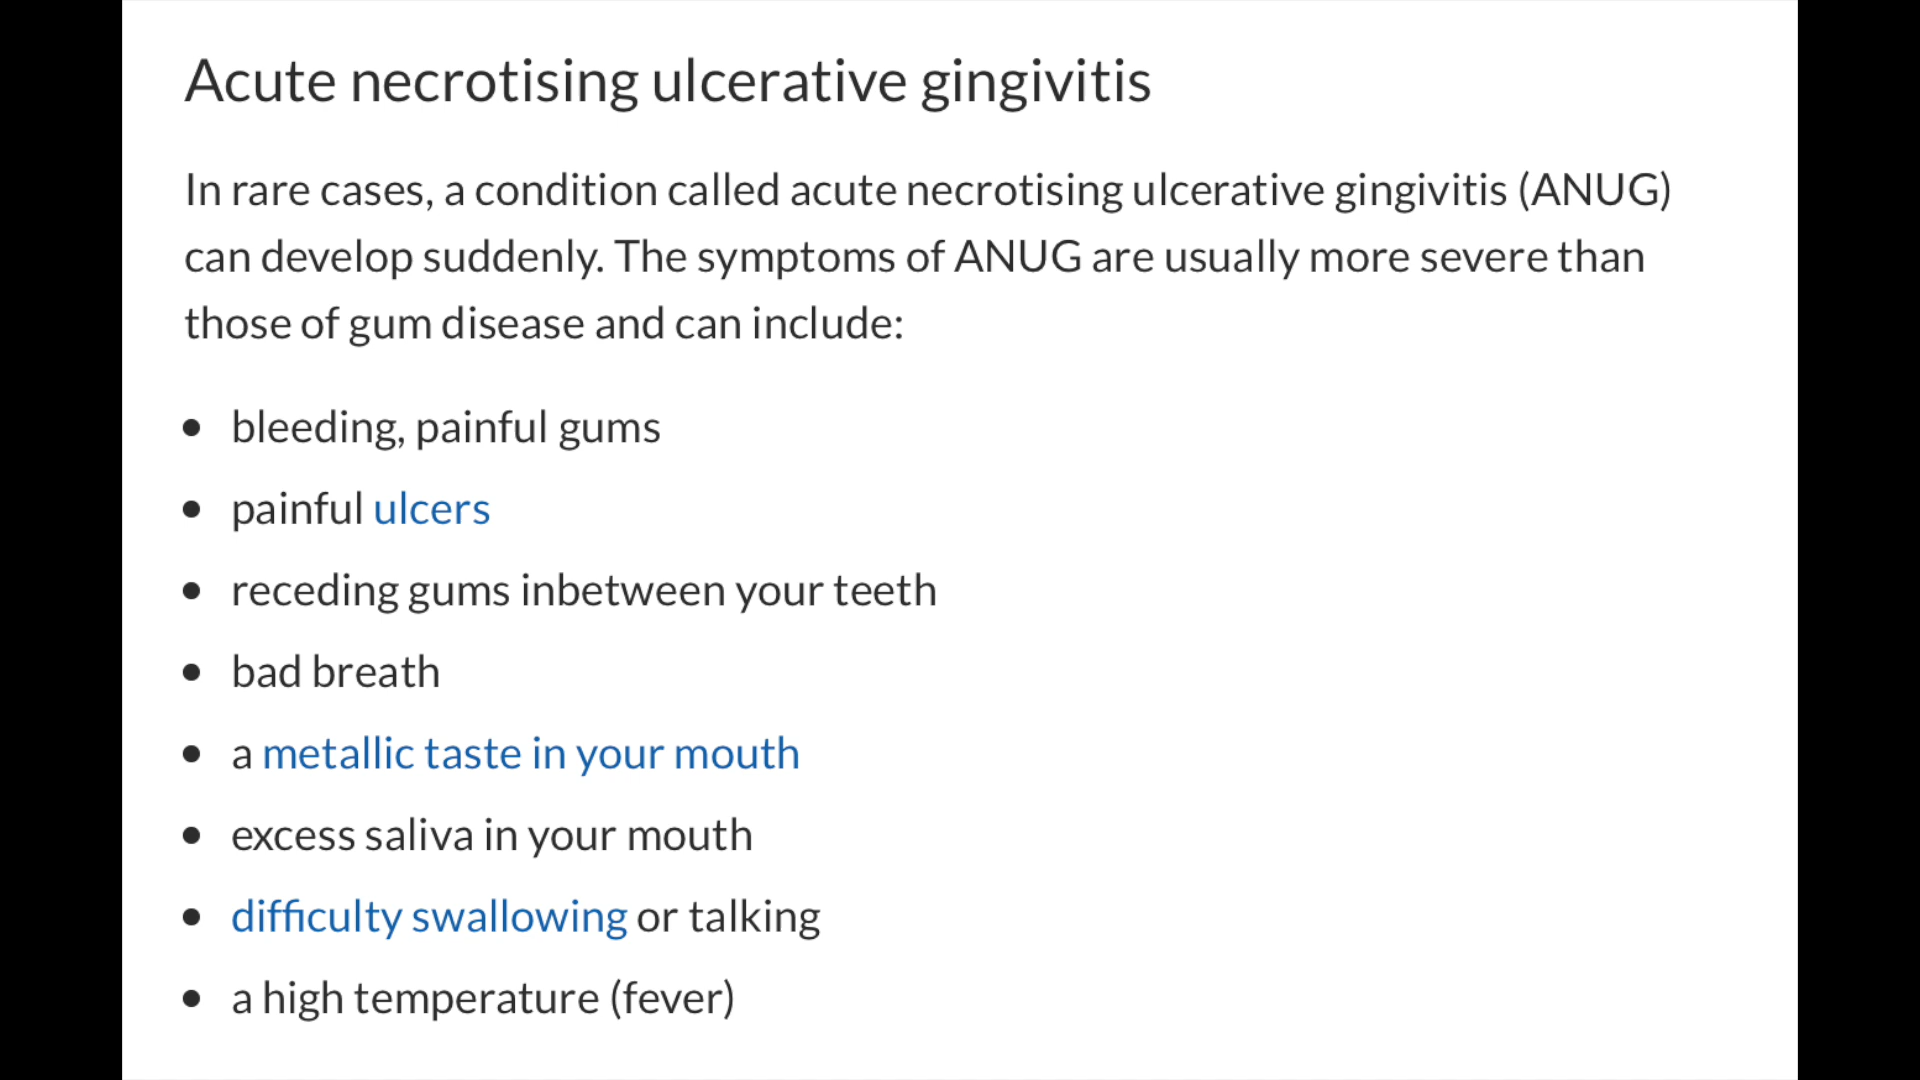 Acute necrotising ulcerative gingivitis
In rare cases, a condition called acute necrotising ulcerative gingivitis (ANUG)
can develop suddenly. The symptoms of ANUG are usually more severe than
those of gum disease and can include:
• bleeding, painful gums
• painful ulcers
• receding gums inbetween your teeth
• bad breath
• a metallic taste in your mouth
• excess saliva in your mouth
• difficulty swallowing or talking
• a high temperature (fever)